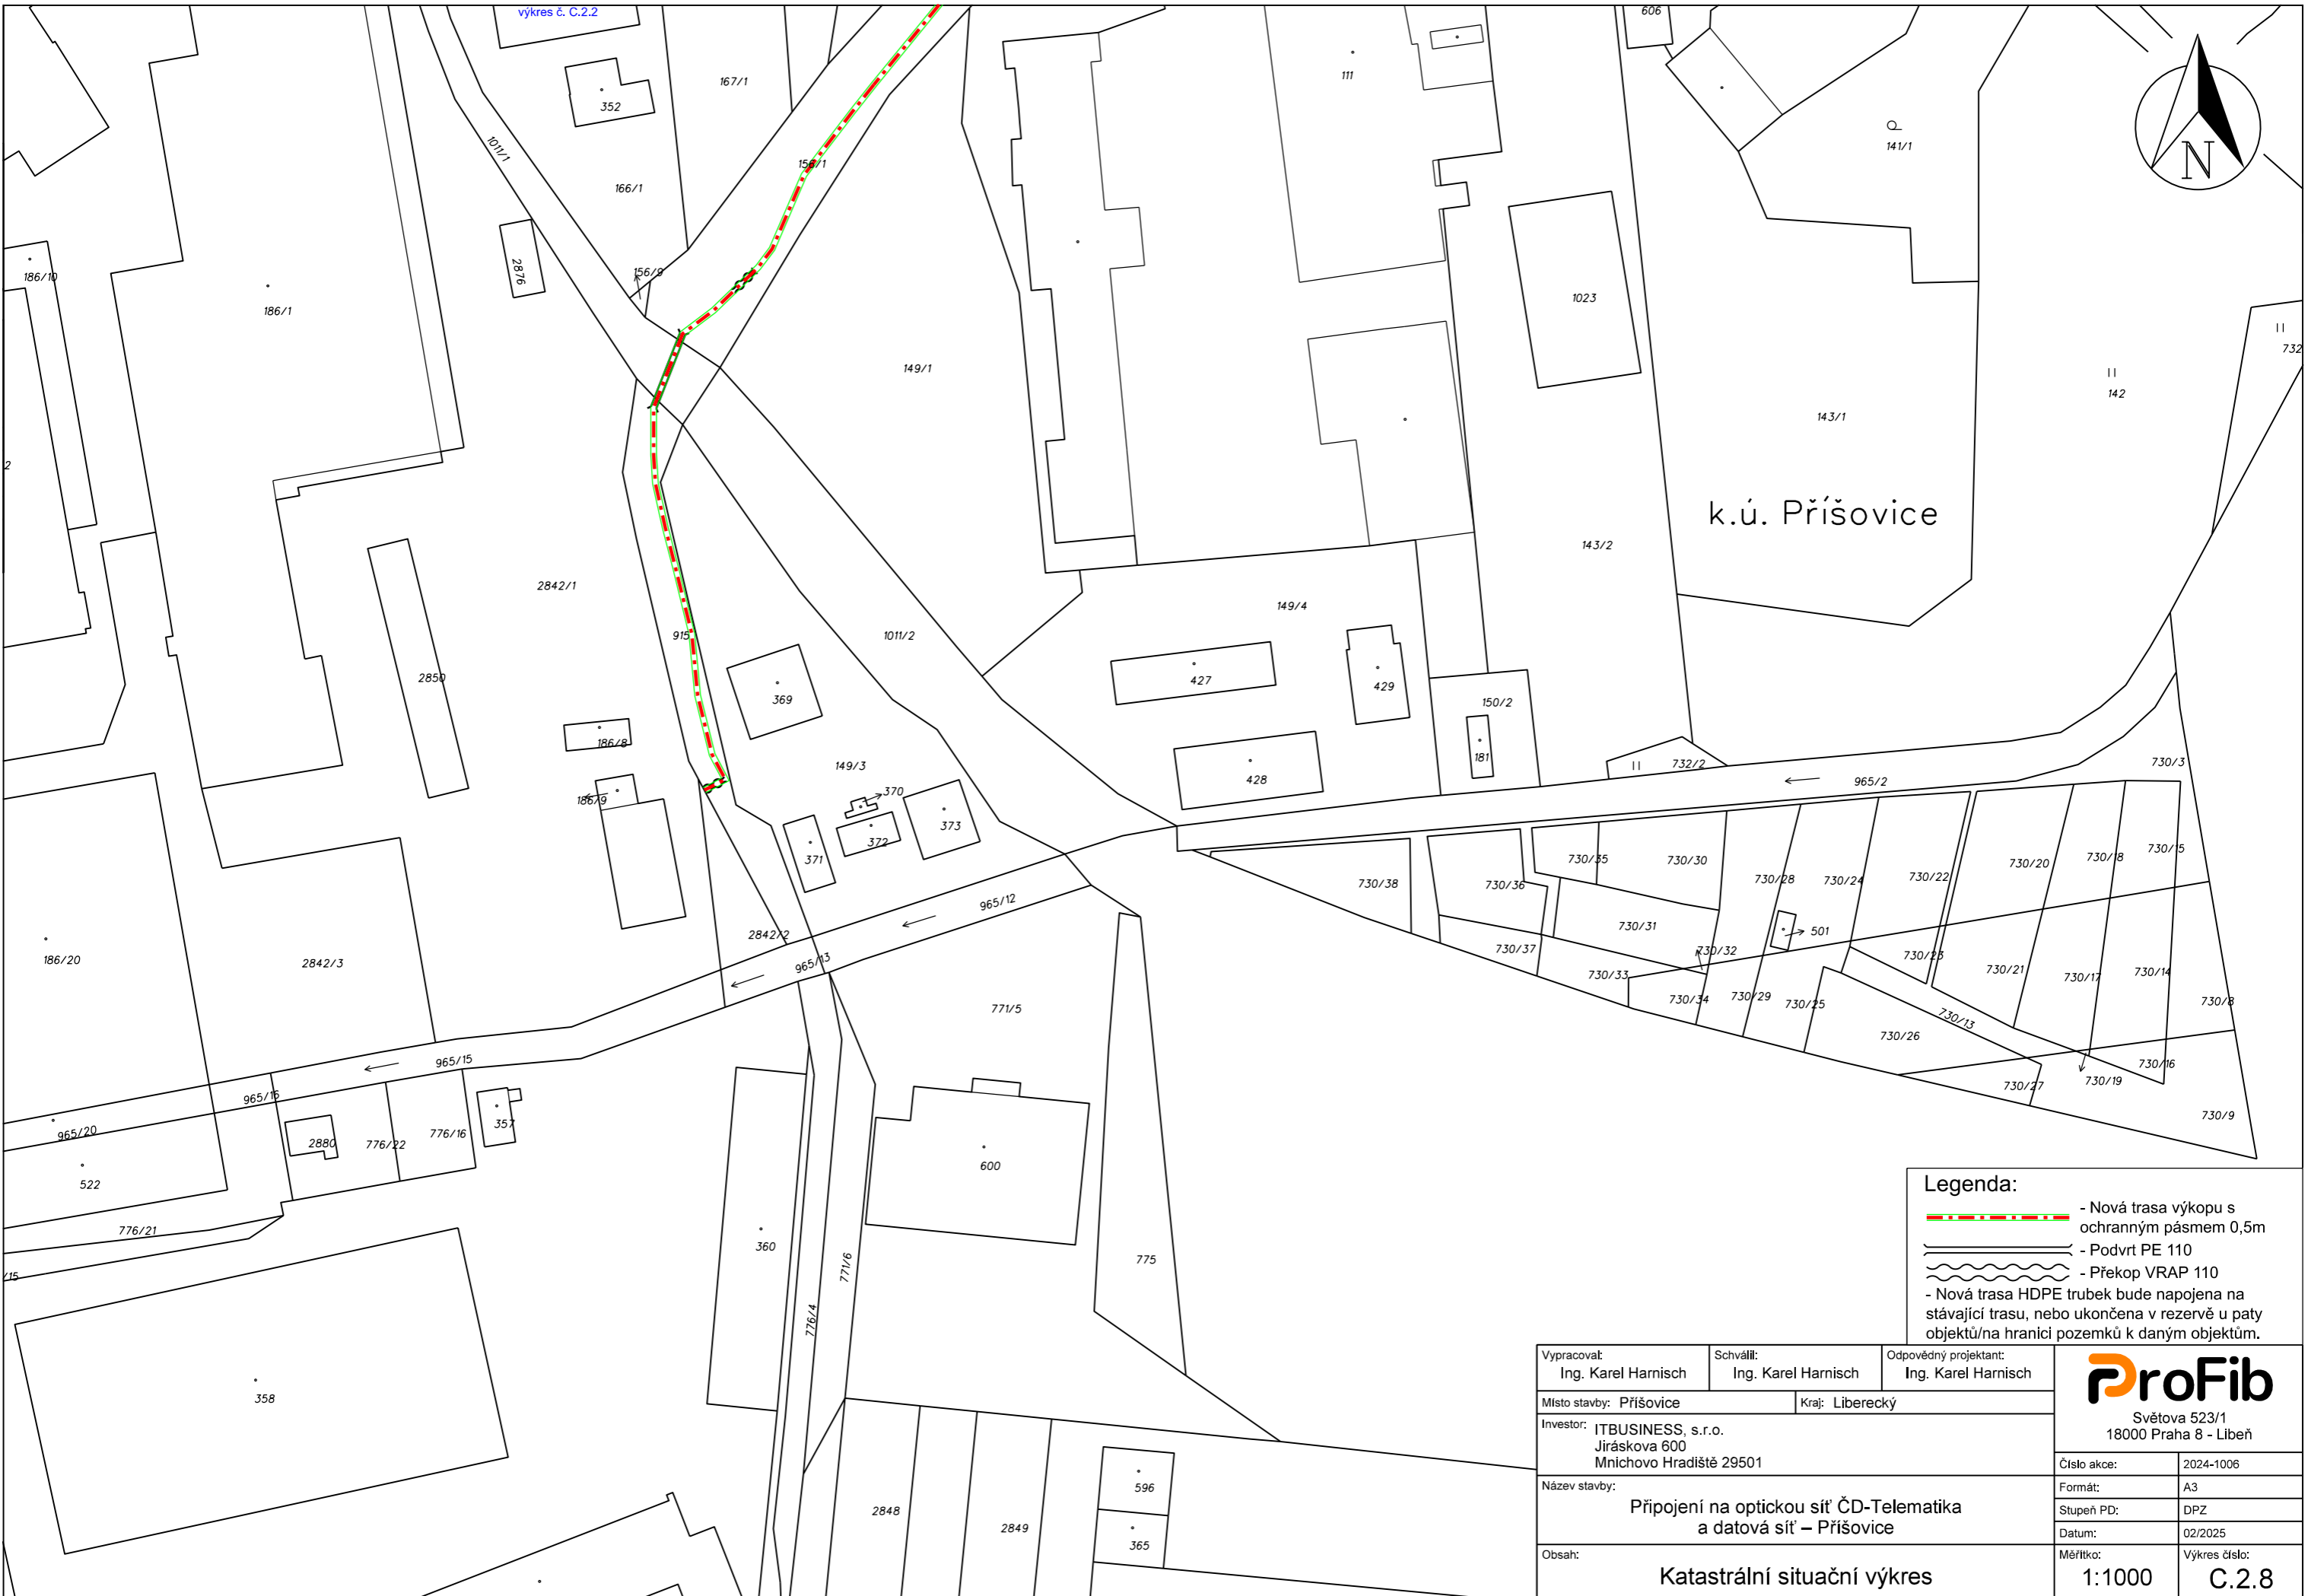 výkres č. C.2.2
606
352
167/1
111
1011/1
156/1
141/1
N
166/1
2876
156/9
186/10
186/1
1023
149/1
732
142
143/1
2
k.ú. Příšovice
143/2
2842/1
149/4
915
1011/2
2850
427
429
369
150/2
186/8
181
149/3
428
732/2
730/3
965/2
186/9
370
373
372
371
730/35
730/30
730/20
730/18
730/15
730/38
730/36
730/28
730/24
730/22
965/12
730/31
501
2842/2
730/37
730/32
730/23
186/20
2842/3
965/13
730/33
730/21
730/17
730/14
730/34
730/29
730/25
730/8
771/5
730/13
730/26
965/15
730/16
730/19
730/27
965/16
965/20
2880
776/22
776/16
357
730/9
522
600
776/21
360
771/6
775
/15
776/4
358
596
2848
2849
365
Legenda:
- Nová trasa výkopu s
ochranným pásmem 0,5m
- Podvrt PE 110
- Překop VRAP 110
- Nová trasa HDPE trubek bude napojena na
stávající trasu, nebo ukončena v rezervě u paty
objektů/na hranici pozemků k daným objektům.
Vypracoval:
Ing. Karel Harnisch
Schválil:
Ing. Karel Harnisch
Odpovědný projektant:
Ing. Karel Harnisch
ProFib
Světova 523/1
18000 Praha 8 - Libeň
Místo stavby: Příšovice
Kraj: Liberecký
Investor: ITBUSINESS, s.r.o.
Jiráskova 600
Mnichovo Hradiště 29501
Číslo akce: 2024-1006
Název stavby:
Připojení na optickou síť ČD-Telematika
a datová síť – Příšovice
Formát: A3
Stupeň PD: DPZ
Datum: 02/2025
Obsah:
Katastrální situační výkres
Měřítko:
1:1000
Výkres číslo:
C.2.8